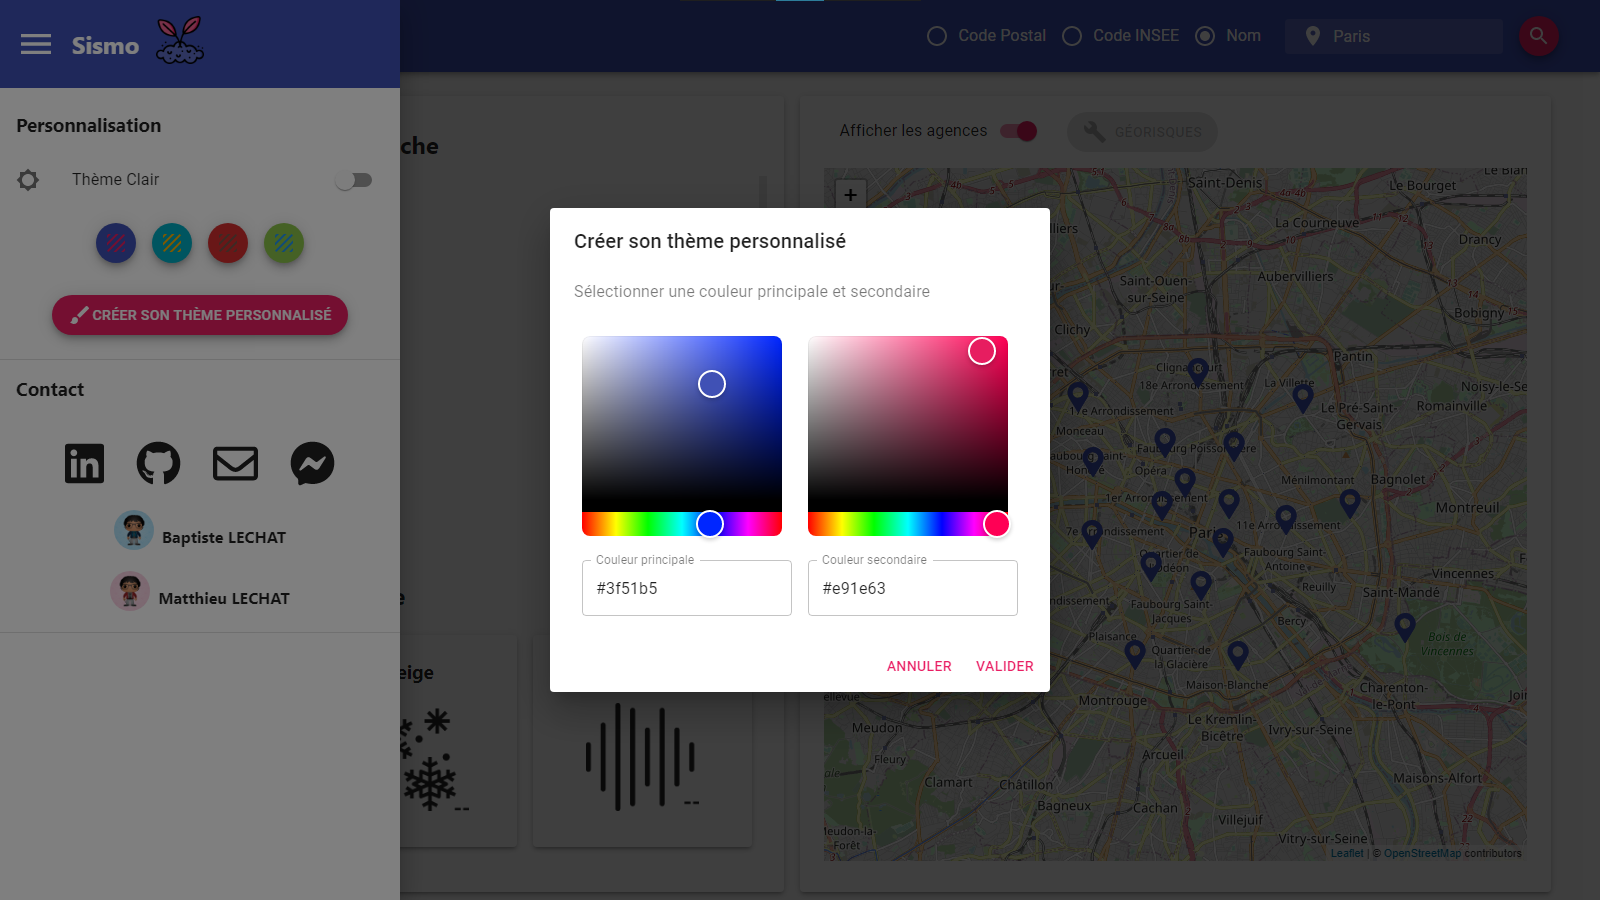 Sismo
Code Postal
Code INSEE
Nom
Paris
Personnalisation
Thème Clair
CRÉER SON THÈME PERSONNALISÉ
Contact
Baptiste LECHAT
Matthieu LECHAT
che
eige
--
--
Afficher les agences
GÉORISQUES
+
Créer son thème personnalisé
Sélectionner une couleur principale et secondaire
Couleur principale
#3f51b5
Couleur secondaire
#e91e63
ANNULER
VALIDER
Saint-Denis
Le Bourget
Le Blan
La Courneuve
Drancy
Aubervilliers
Saint-Ouen-
sur-Seine
Bobigny
Clichy
Pantin
18e Arrondissement
La Villette
Noisy-le-Se
Romainville
Le Pré-Saint-
Gervais
17e Arrondissement
Monceau
Opéra
Ménilmontant
Bagnolet
1er Arrondissement
Montreuil
7e Arrondissement
Paris
11e Arrondissement
Faubourg Saint-
Antoine
Quartier de
l'Odéon
Reuilly
Vincennes
Saint-Mandé
Faubourg Saint-
Jacques
Bercy
Plaisance
Quartier de
la Glacière
Bois de
Vincennes
Maison-Blanche
Charenton-
le-Pont
Montrouge
Le Kremlin-
Bicêtre
Ivry-sur-Seine
Meudon
Fleury
Arcueil
Clamart
Châtillon
Maisons-Alfort
Bagneux
Cachan
Villejuif
Vitry-sur-Seine
Leaflet | © OpenStreetMap contributors